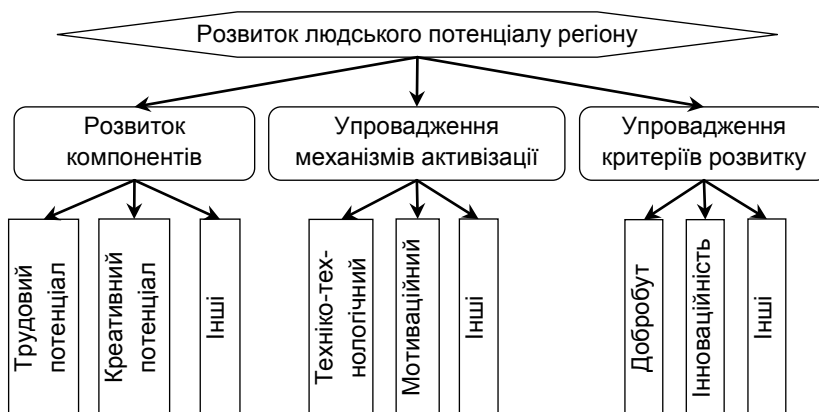 Розвиток людського потенціалу регіону
Розвиток
компонентів
Упровадження
механізмів активізації
Упровадження
критеріїв розвитку
Трудовий
потенціал
Креативний
потенціал
Інші
Техніко-тех-
нологічний
Мотиваційний
Інші
Добробут
Інноваційність
Інші